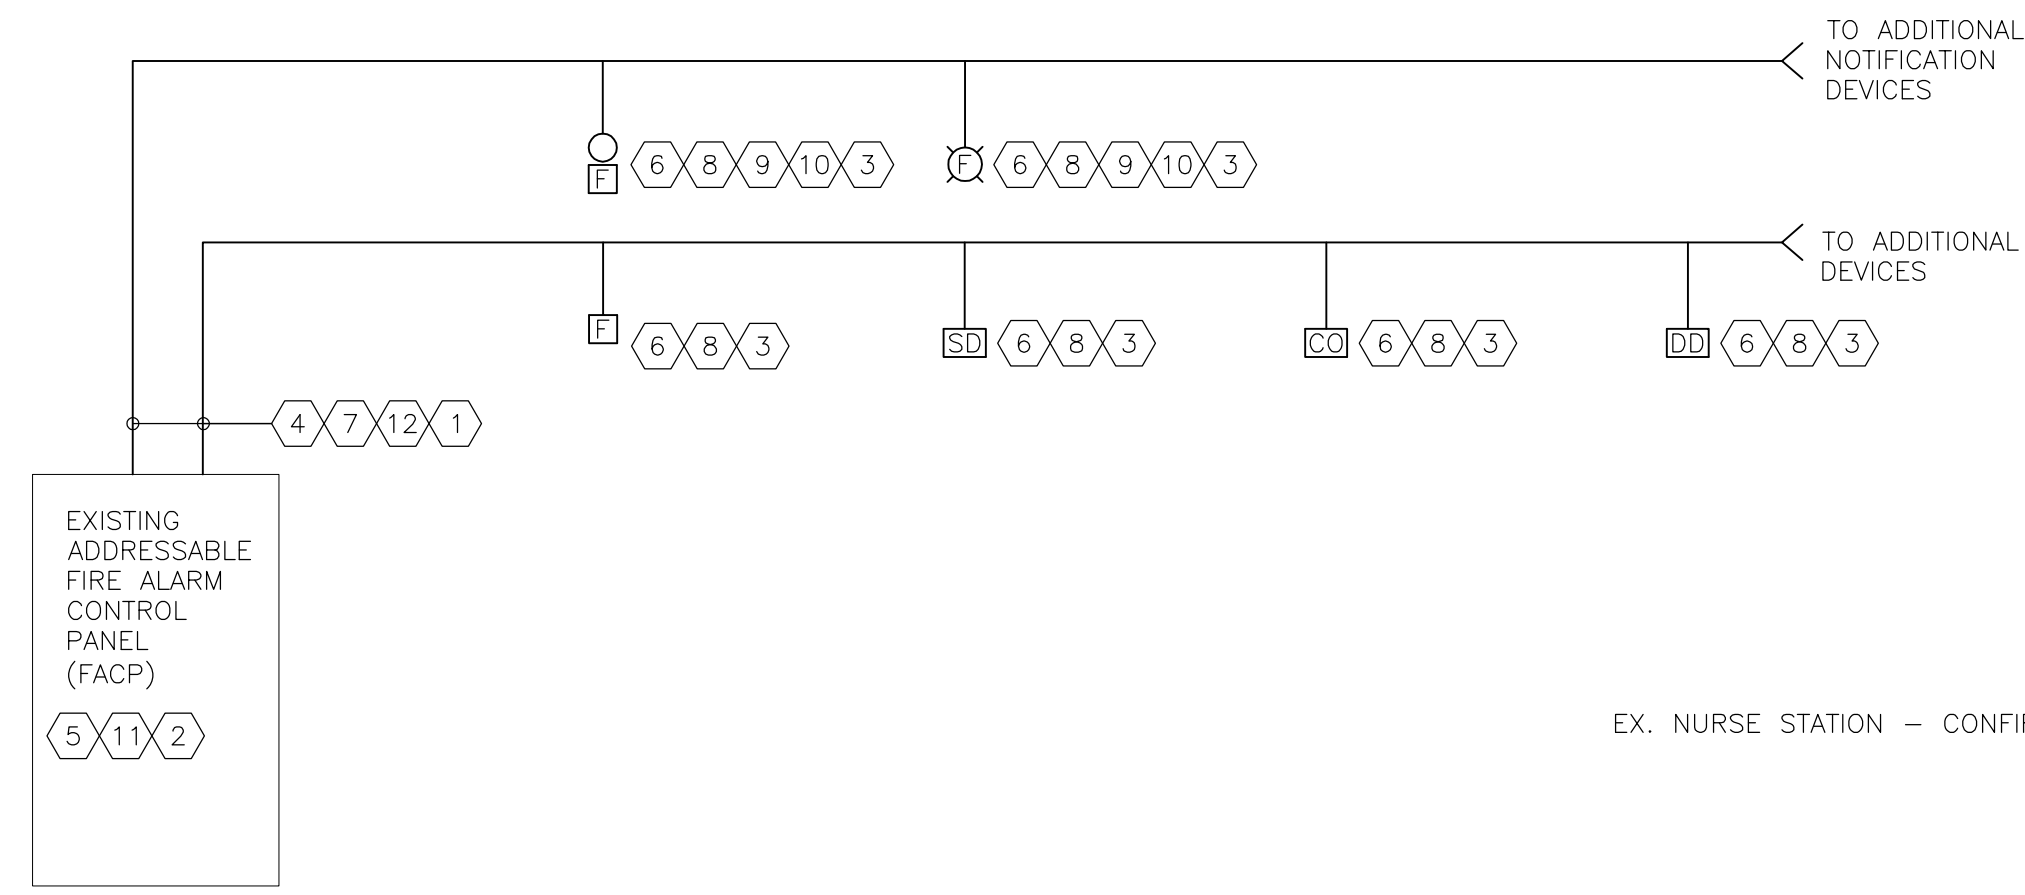 TO ADDITIONAL
NOTIFICATION
DEVICES
F 6 8 9 10 3
F 6 8 9 10 3
TO ADDITIONAL
DEVICES
F 6 8 3
SD 6 8 3
CO 6 8 3
DD 6 8 3
4 7 12 1
EXISTING
ADDRESSABLE
FIRE ALARM
CONTROL
PANEL
(FACP)
5 11 2
EX. NURSE STATION –